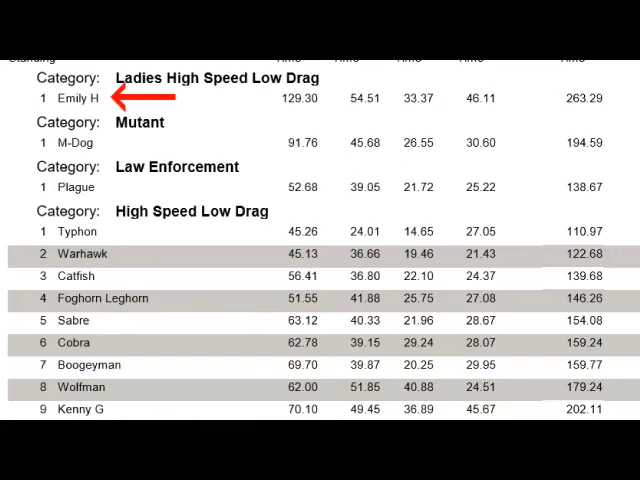 Category: Ladies High Speed Low Drag
1 Emily H 129.30 54.51 33.37 46.11 263.29
Category: Mutant
1 M-Dog 91.76 45.68 26.55 30.60 194.59
Category: Law Enforcement
1 Plague 52.68 39.05 21.72 25.22 138.67
Category: High Speed Low Drag
1 Typhon 45.26 24.01 14.65 27.05 110.97
2 Warhawk 45.13 36.66 19.46 21.43 122.68
3 Catfish 56.41 36.80 22.10 24.37 139.68
4 Foghorn Leghorn 51.55 41.88 25.75 27.08 146.26
5 Sabre 63.12 40.33 21.96 28.67 154.08
6 Cobra 62.78 39.15 29.24 28.07 159.24
7 Boogeyman 69.70 39.87 20.25 29.95 159.77
8 Wolfman 62.00 51.85 40.88 24.51 179.24
9 Kenny G 70.10 49.45 36.89 45.67 202.11